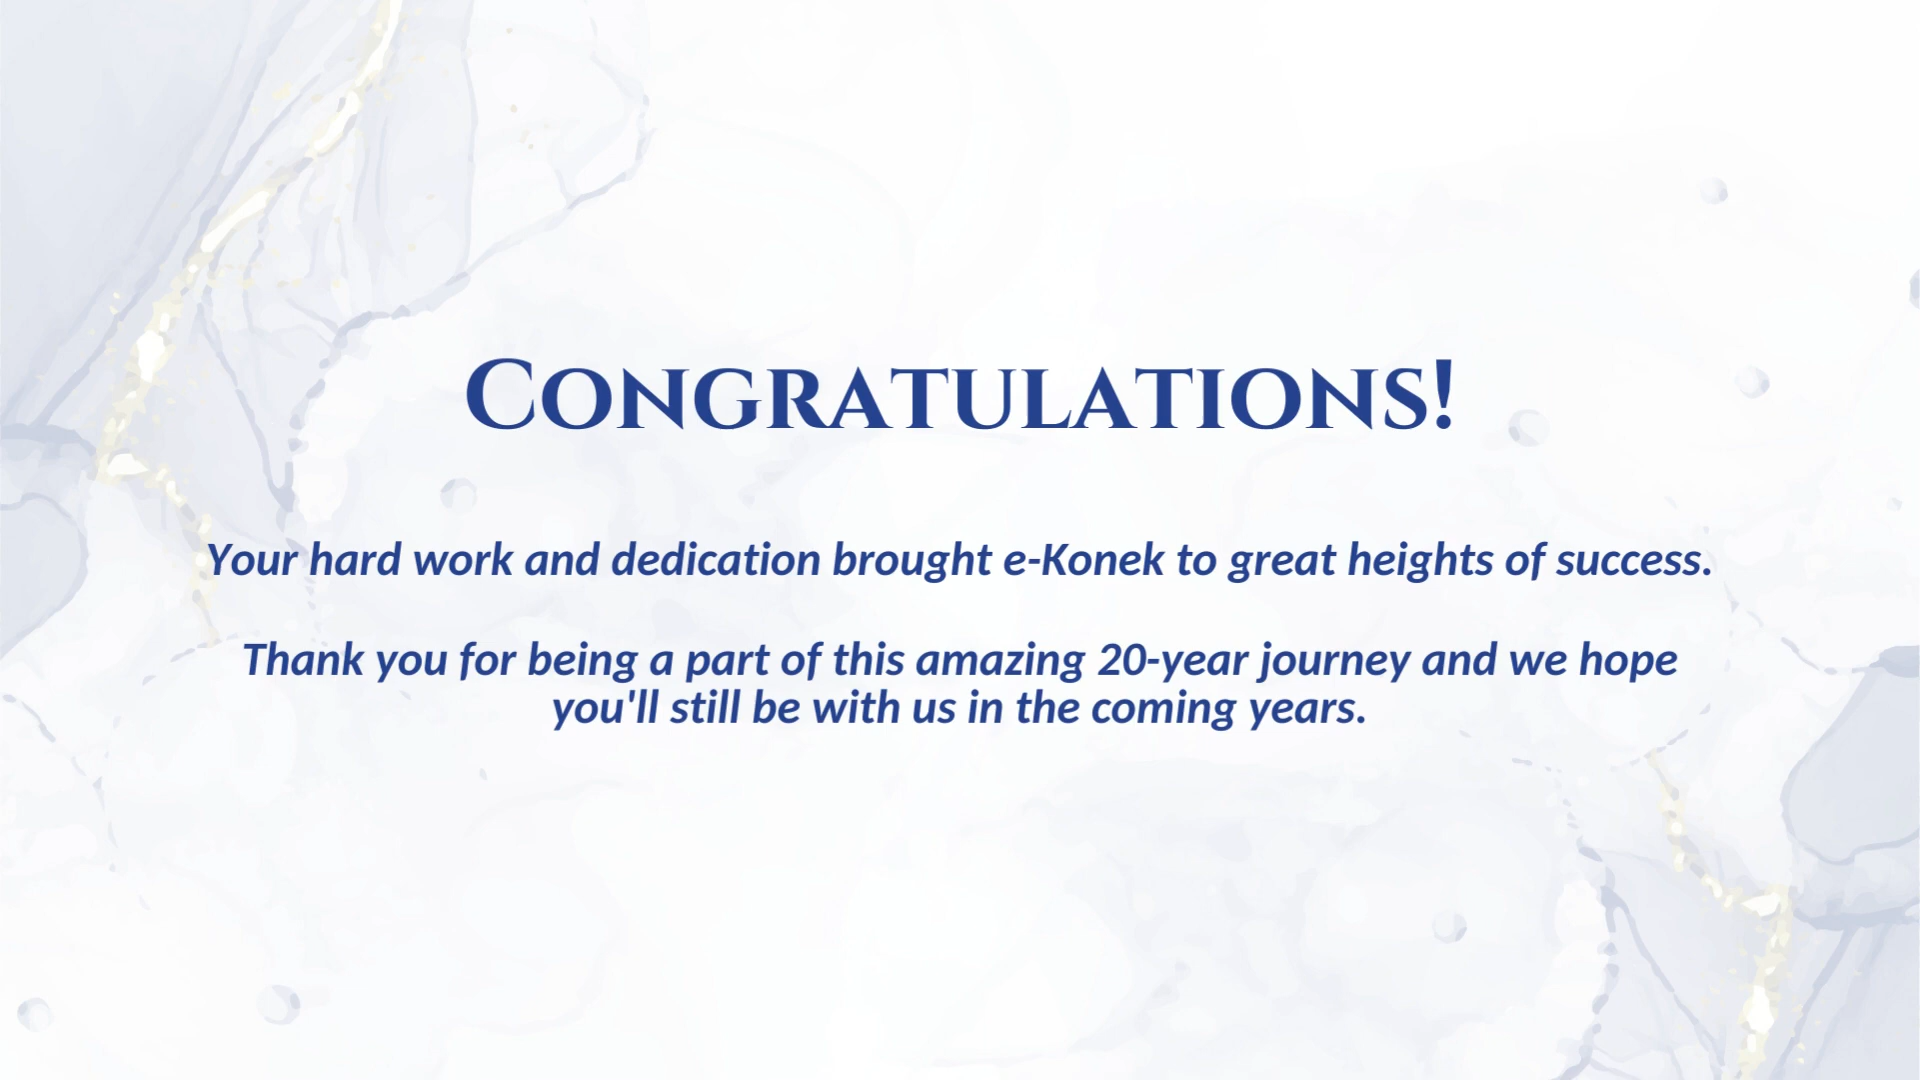 Congratulations!
Your hard work and dedication brought e-Konek to great heights of success.
Thank you for being a part of this amazing 20-year journey and we hope
you'll still be with us in the coming years.